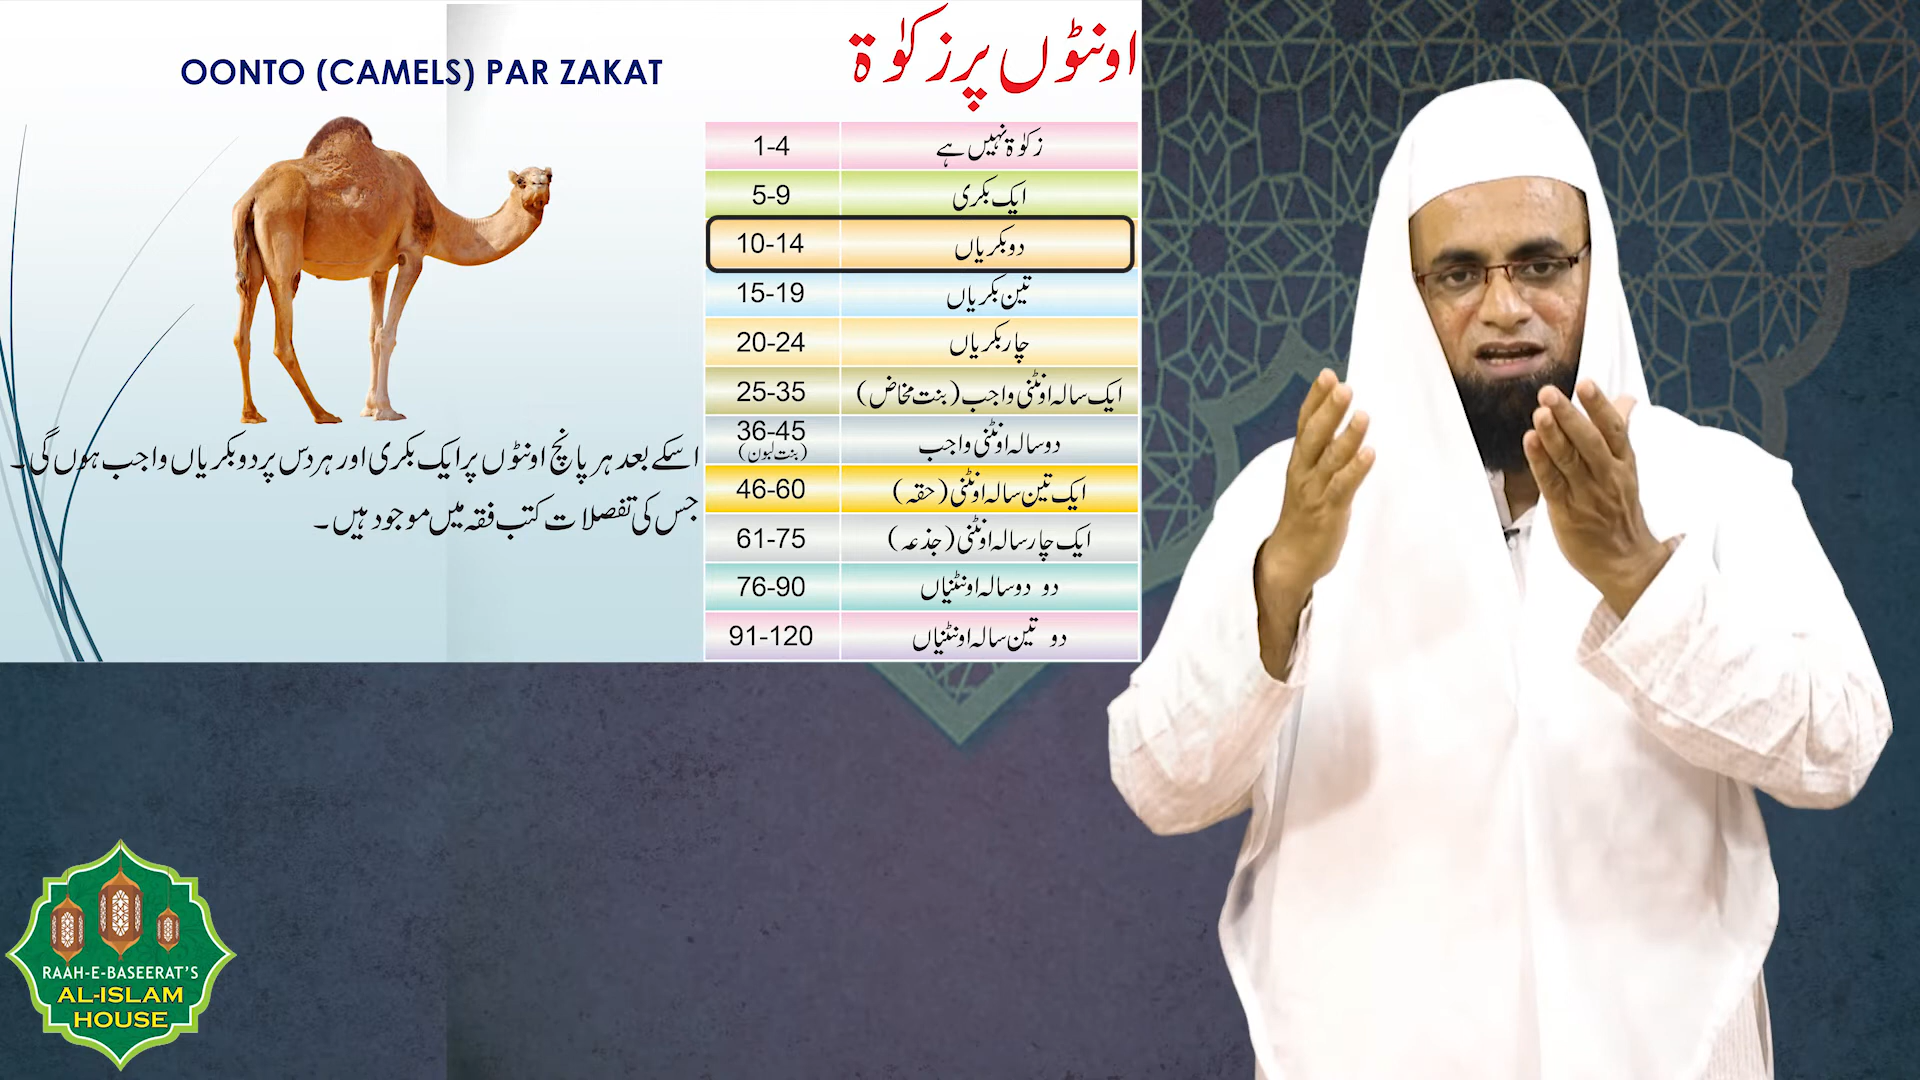 OONTO (CAMELS) PAR ZAKAT
اونٹوں پر زکوٰۃ
1-4 زکوٰۃ نہیں ہے
5-9 ایک بکری
10-14 دو بکریاں
15-19 تین بکریاں
20-24 چار بکریاں
25-35 ایک سالہ اونٹنی واجب (بنت مخاض)
36-45 (بنت لبون) دو سالہ اونٹنی واجب
46-60 ایک تین سالہ اونٹنی (حقہ)
61-75 ایک چار سالہ اونٹنی (جذعہ)
76-90 دو دو سالہ اونٹنیاں
91-120 دو تین سالہ اونٹنیاں
اسکے بعد ہر پانچ اونٹوں پر ایک بکری اور ہر دس پر دو بکریاں واجب ہوں گی۔
جس کی تفصلات کتب فقہ میں موجود ہیں۔
RAAH-E-BASEERAT'S
AL-ISLAM
HOUSE